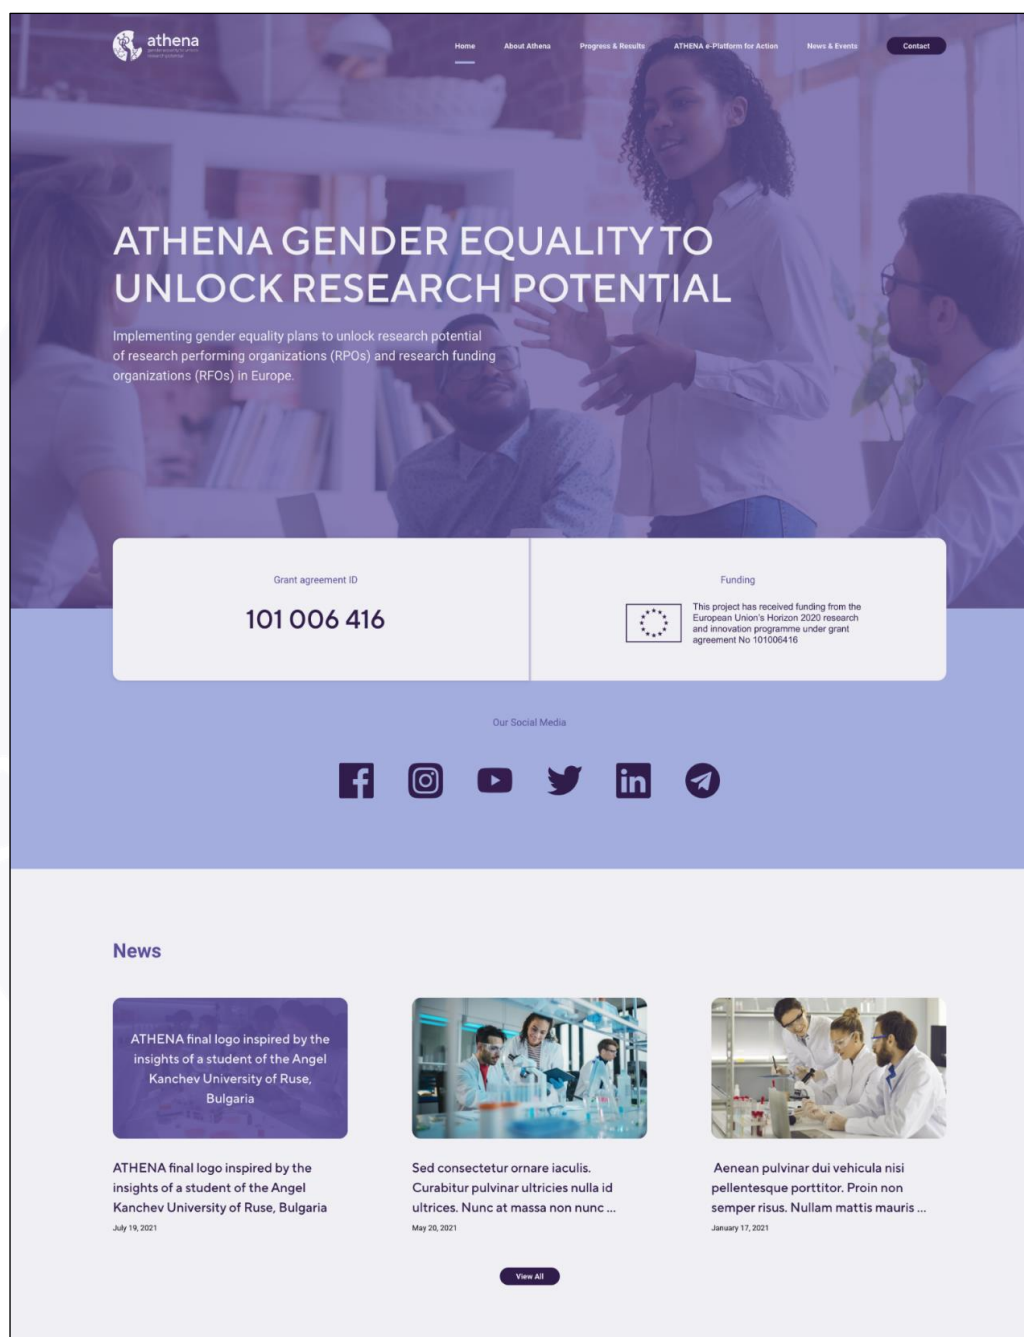 athena
gender equality to unlock
research potential
Home
About Athena
Progress & Results
ATHENA e-Platform for Action
News & Events
Contact
ATHENA GENDER EQUALITY TO
UNLOCK RESEARCH POTENTIAL
Implementing gender equality plans to unlock research potential
of research performing organizations (RPOs) and research funding
organizations (RFOs) in Europe.
Grant agreement ID
101 006 416
Funding
This project has received funding from the
European Union's Horizon 2020 research
and innovation programme under grant
agreement No 101006416
Our Social Media
News
ATHENA final logo inspired by the
insights of a student of the Angel
Kanchev University of Ruse,
Bulgaria
ATHENA final logo inspired by the
insights of a student of the Angel
Kanchev University of Ruse, Bulgaria
July 19, 2021
Sed consectetur ornare iaculis.
Curabitur pulvinar ultricies nulla id
ultrices. Nunc at massa non nunc ...
May 20, 2021
Aenean pulvinar dui vehicula nisi
pellentesque porttitor. Proin non
semper risus. Nullam mattis mauris ...
January 17, 2021
View All